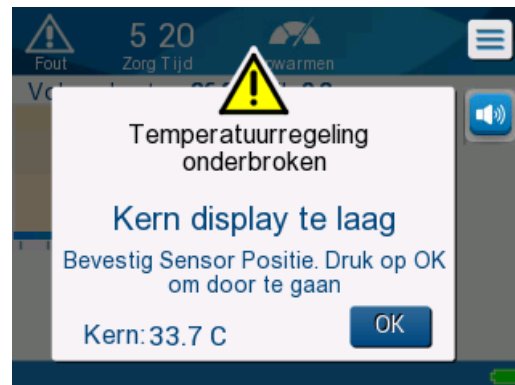 5 20
Fout
Zorg Tijd
Temperatuurregeling
onderbroken
Kern display te laag
Bevestig Sensor Positie. Druk op OK
om door te gaan
Kern: 33.7 C
OK